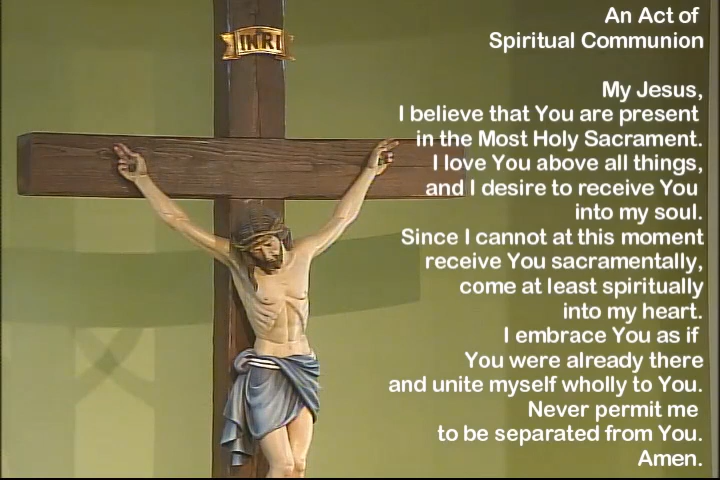 INRI
An Act of
Spiritual Communion
My Jesus,
I believe that You are present
in the Most Holy Sacrament.
I love You above all things,
and I desire to receive You
into my soul.
Since I cannot at this moment
receive You sacramentally,
come at least spiritually
into my heart.
I embrace You as if
You were already there
and unite myself wholly to You.
Never permit me
to be separated from You.
Amen.